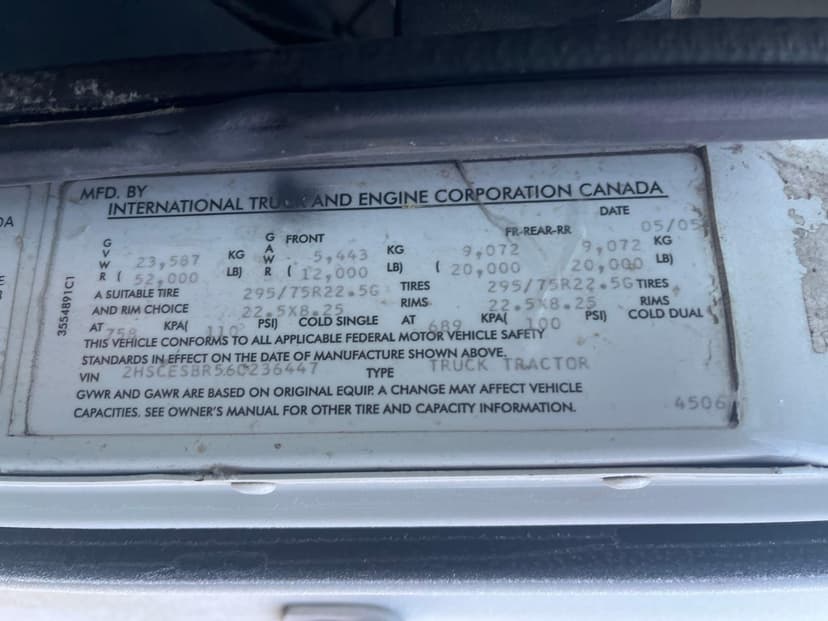 MFD. BY
INTERNATIONAL TRUCK AND ENGINE CORPORATION CANADA
DATE
05/05
GVWR 23,587 KG GAWR FRONT 5,443 KG FR-REAR-RR 9,072 9,072 KG
( 52,000 LB) ( 12,000 LB) ( 20,000 20,000 LB)
A SUITABLE TIRE 295/75R22.5G TIRES 295/75R22.5G TIRES
AND RIM CHOICE 22.5X8.25 RIMS 22.5X8.25 RIMS
AT 758 KPA( 110 PSI) COLD SINGLE AT 689 KPA( 100 PSI) COLD DUAL
THIS VEHICLE CONFORMS TO ALL APPLICABLE FEDERAL MOTOR VEHICLE SAFETY
STANDARDS IN EFFECT ON THE DATE OF MANUFACTURE SHOWN ABOVE.
VIN 2HSCESBR56C236447 TYPE TRUCK TRACTOR
GVWR AND GAWR ARE BASED ON ORIGINAL EQUIP. A CHANGE MAY AFFECT VEHICLE
CAPACITIES. SEE OWNER'S MANUAL FOR OTHER TIRE AND CAPACITY INFORMATION.
4506
3554891C1